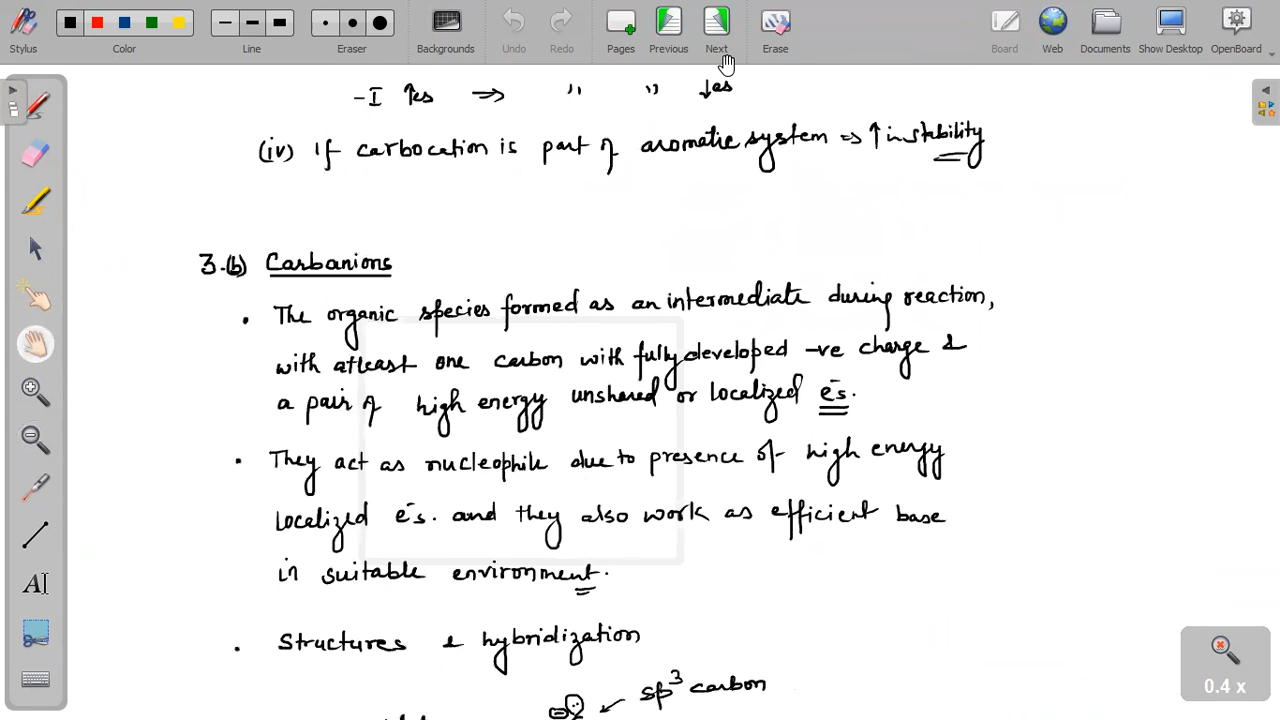 Stylus Color Line Eraser Backgrounds Undo Redo Pages Previous Next Erase Board Web Documents Show Desktop OpenBoard
-I ↑es ⇒ '' '' ↓es
(iv) If carbocation is part of aromatic system ⇒ ↑ instability
3.(b) Carbanions
• The organic species formed as an intermediate during reaction,
with atleast one carbon with fully developed -ve charge &
a pair of high energy unshared or localized e⁻s.
• They act as nucleophile due to presence of high energy
localized e⁻s. and they also work as efficient base
in suitable environment.
• Structures & hybridization
sp³ carbon
0.4 x